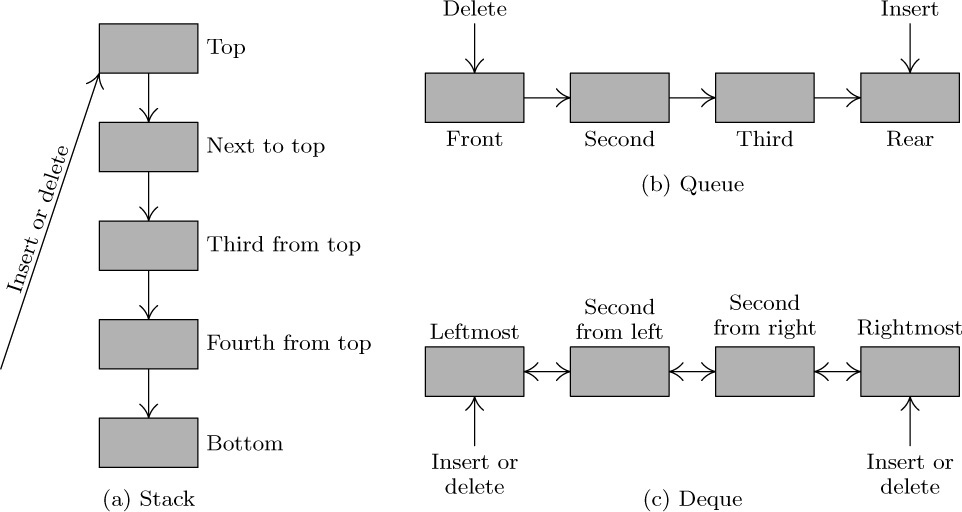 Top
Next to top
Third from top
Fourth from top
Bottom
Insert or delete
(a) Stack
Delete
Insert
Front
Second
Third
Rear
(b) Queue
Leftmost
Second
from left
Second
from right
Rightmost
Insert or
delete
Insert or
delete
(c) Deque